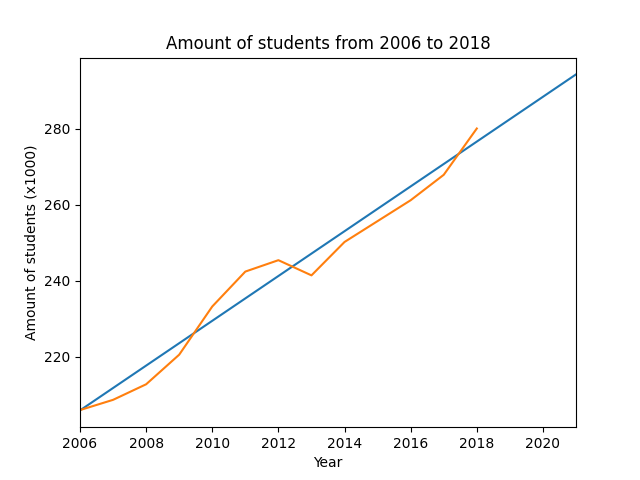 Amount of students from 2006 to 2018
Amount of students (x1000)
280
260
240
220
2006 2008 2010 2012 2014 2016 2018 2020
Year